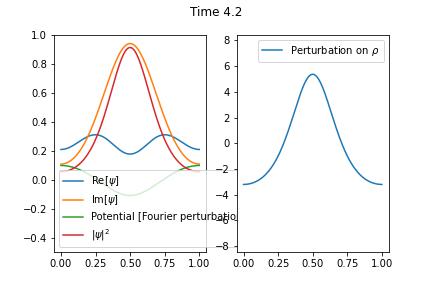 Time 4.2
1.0
0.8
0.6
0.4
0.2
0.0
−0.2
−0.4
Re[ψ]
Im[ψ]
Potential [Fourier perturbatio
|ψ|²
0.00 0.25 0.50 0.75 1.00
8
6
4
2
0
−2
−4
−6
−8
Perturbation on ρ
0.00 0.25 0.50 0.75 1.00